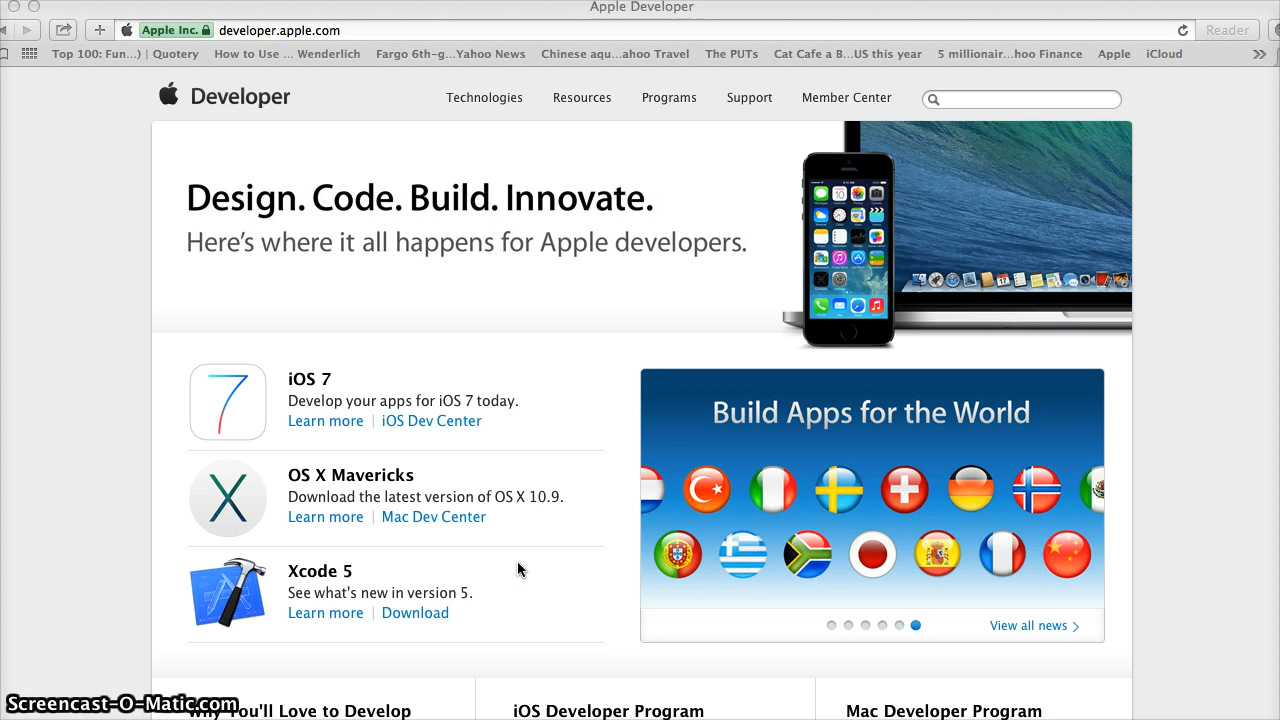 Apple Developer
Apple Inc. developer.apple.com
Reader
Top 100: Fun...) | Quotery How to Use ... Wenderlich Fargo 6th-g...Yahoo News Chinese aqu...ahoo Travel The PUTs Cat Cafe a B...US this year 5 millionair...hoo Finance Apple iCloud
Developer
Technologies Resources Programs Support Member Center
Design. Code. Build. Innovate.
Here's where it all happens for Apple developers.
iOS 7
Develop your apps for iOS 7 today.
Learn more | iOS Dev Center
OS X Mavericks
Download the latest version of OS X 10.9.
Learn more | Mac Dev Center
Xcode 5
See what's new in version 5.
Learn more | Download
Build Apps for the World
View all news
Why You'll Love to Develop
iOS Developer Program
Mac Developer Program
Screencast-O-Matic.com